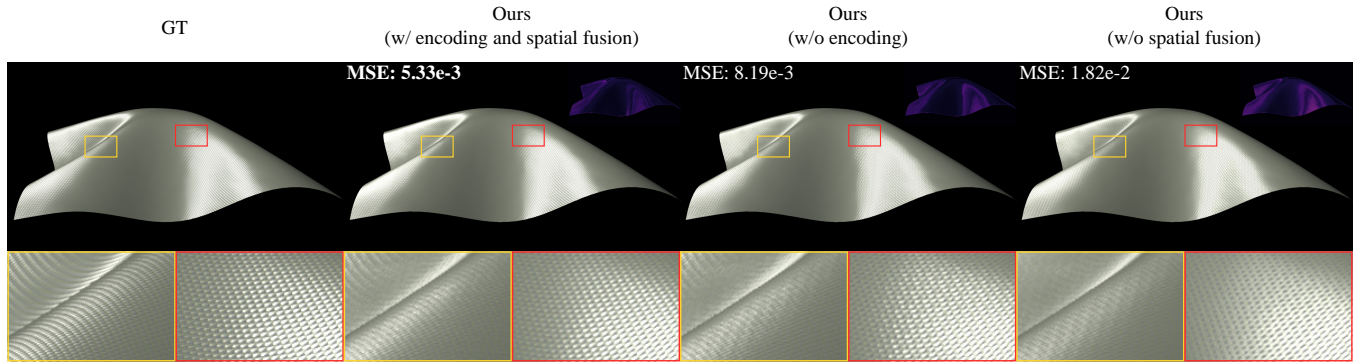 GT
Ours
(w/ encoding and spatial fusion)
Ours
(w/o encoding)
Ours
(w/o spatial fusion)
MSE: 5.33e-3
MSE: 8.19e-3
MSE: 1.82e-2